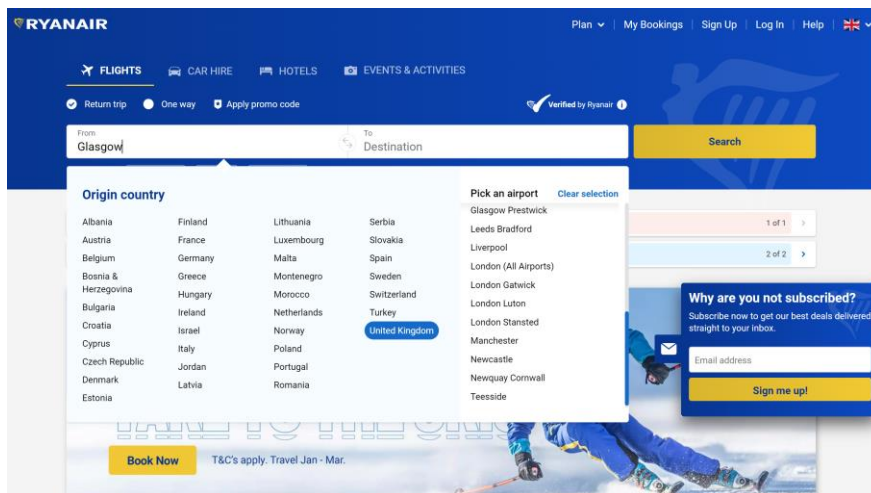 RYANAIR
Plan My Bookings Sign Up Log In Help
FLIGHTS CAR HIRE HOTELS EVENTS & ACTIVITIES
Return trip One way Apply promo code Verified by Ryanair
From
Glasgow
To
Destination
Search
Origin country
Albania
Austria
Belgium
Bosnia &
Herzegovina
Bulgaria
Croatia
Cyprus
Czech Republic
Denmark
Estonia
Finland
France
Germany
Greece
Hungary
Ireland
Israel
Italy
Jordan
Latvia
Lithuania
Luxembourg
Malta
Montenegro
Morocco
Netherlands
Norway
Poland
Portugal
Romania
Serbia
Slovakia
Spain
Sweden
Switzerland
Turkey
United Kingdom
Pick an airport Clear selection
Glasgow Prestwick
Leeds Bradford
Liverpool
London (All Airports)
London Gatwick
London Luton
London Stansted
Manchester
Newcastle
Newquay Cornwall
Teesside
1 of 1
2 of 2
Why are you not subscribed?
Subscribe now to get our best deals delivered
straight to your inbox.
Email address
Sign me up!
Book Now T&C's apply. Travel Jan - Mar.